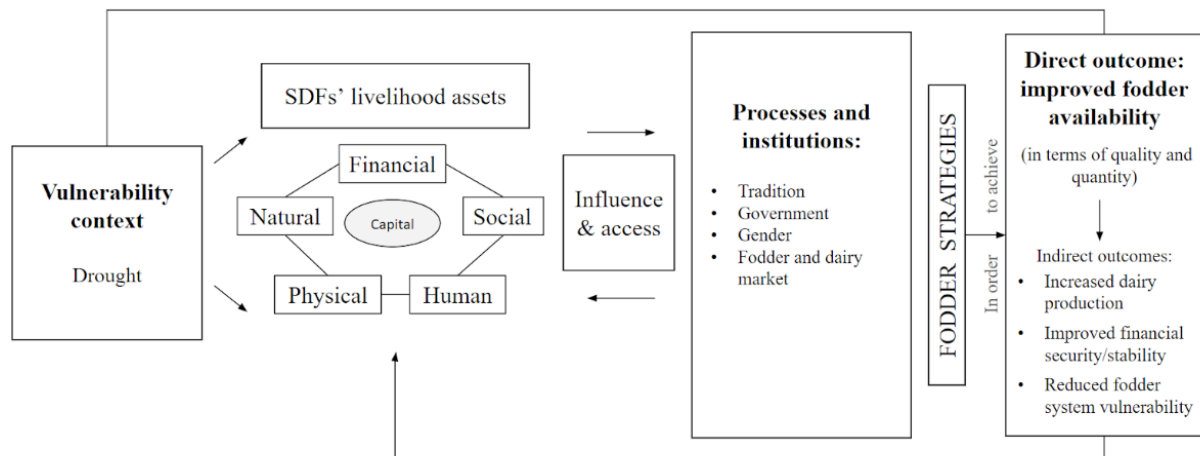 Vulnerability
context
Drought
SDFs' livelihood assets
Financial
Natural
Social
Capital
Physical
Human
Influence
& access
Processes and
institutions:
• Tradition
• Government
• Gender
• Fodder and dairy
market
FODDER STRATEGIES
In order to achieve
Direct outcome:
improved fodder
availability
(in terms of quality and
quantity)
Indirect outcomes:
• Increased dairy
production
• Improved financial
security/stability
• Reduced fodder
system vulnerability